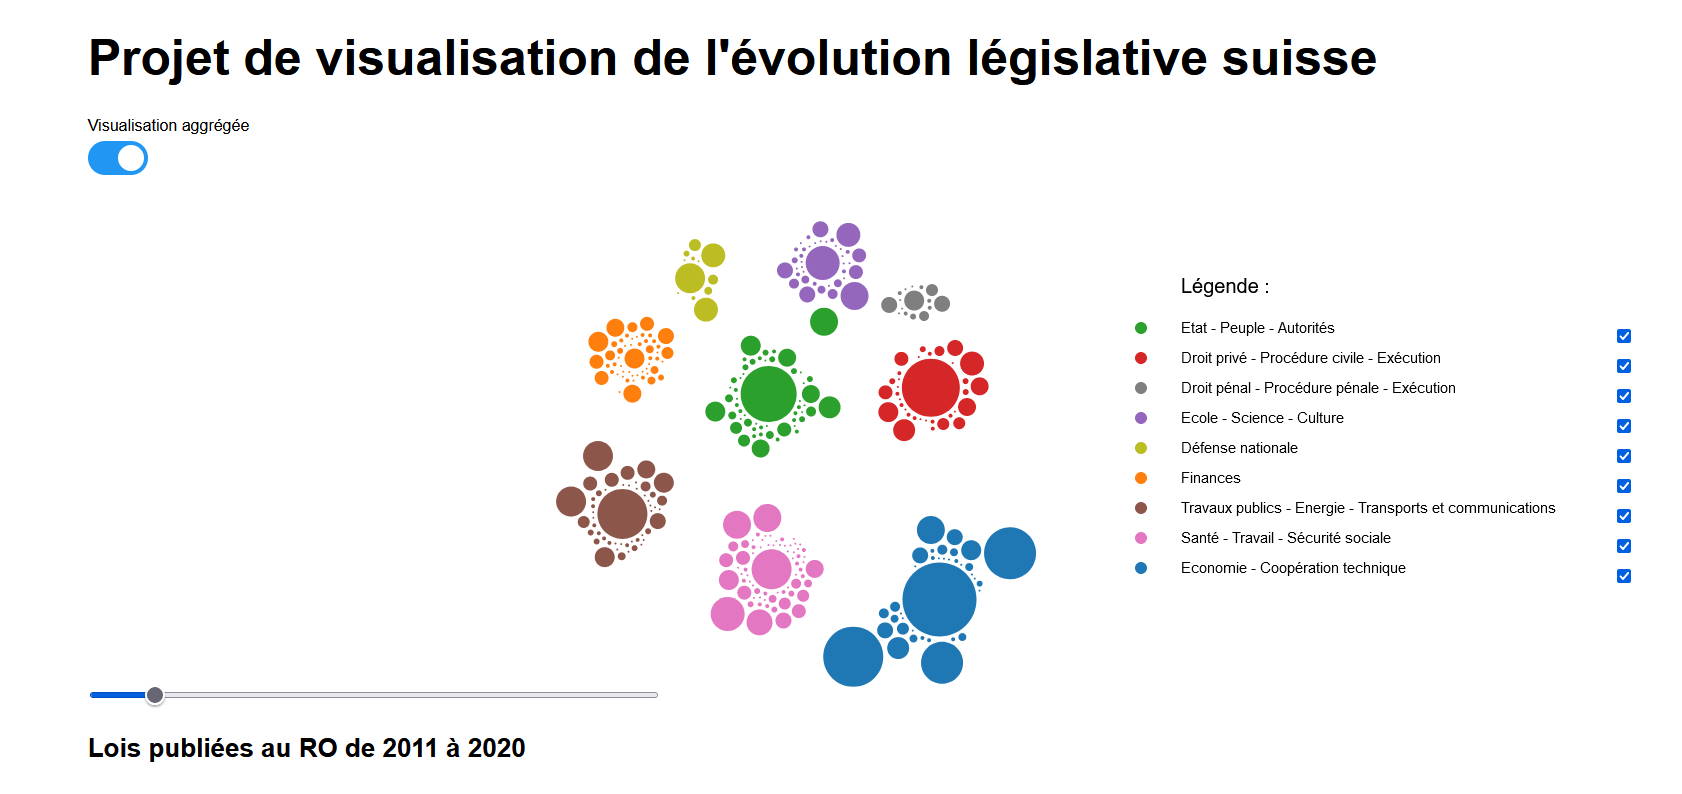 Projet de visualisation de l'évolution législative suisse
Visualisation aggrégée
Légende :
Etat - Peuple - Autorités
Droit privé - Procédure civile - Exécution
Droit pénal - Procédure pénale - Exécution
Ecole - Science - Culture
Défense nationale
Finances
Travaux publics - Energie - Transports et communications
Santé - Travail - Sécurité sociale
Economie - Coopération technique
Lois publiées au RO de 2011 à 2020